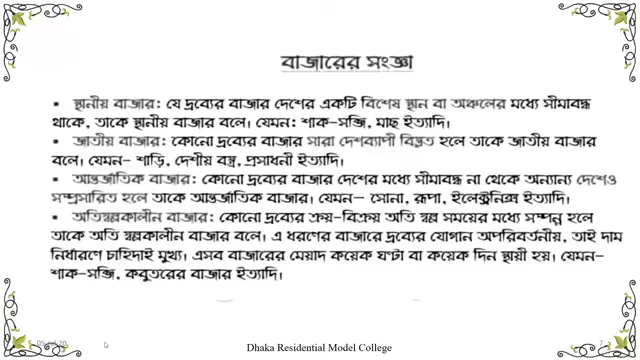 বাজারের সংজ্ঞা
▪ স্থানীয় বাজার: যে দ্রব্যের বাজার দেশের একটি বিশেষ স্থান বা অঞ্চলের মধ্যে সীমাবদ্ধ
থাকে, তাকে স্থানীয় বাজার বলে। যেমন: শাক-সব্জি, মাছ ইত্যাদি।
▪ জাতীয় বাজার: কোনো দ্রব্যের বাজার সারা দেশব্যাপী বিস্তৃত হলে তাকে জাতীয় বাজার
বলে। যেমন- শাড়ি, দেশীয় বস্ত্র, প্রসাধনী ইত্যাদি।
▪ আন্তর্জাতিক বাজার: কোনো দ্রব্যের বাজার দেশের মধ্যে সীমাবদ্ধ না থেকে অন্যান্য দেশেও
সম্প্রসারিত হলে তাকে আন্তর্জাতিক বাজার। যেমন- সোনা, রূপা, ইলেক্ট্রনিক্স ইত্যাদি।
▪ অতিস্বল্পকালীন বাজার: কোনো দ্রব্যের ক্রয়-বিক্রয় অতি স্বল্প সময়ের মধ্যে সম্পন্ন হলে
তাকে অতি স্বল্পকালীন বাজার বলে। এ ধরণের বাজারে দ্রব্যের যোগান অপরিবর্তনীয়, তাই দাম
নির্ধারণে চাহিদাই মুখ্য। এসব বাজারের মেয়াদ কয়েক ঘণ্টা বা কয়েক দিন স্থায়ী হয়। যেমন-
শাক-সব্জি, কবুতরের বাজার ইত্যাদি।
Dhaka Residential Model College
7